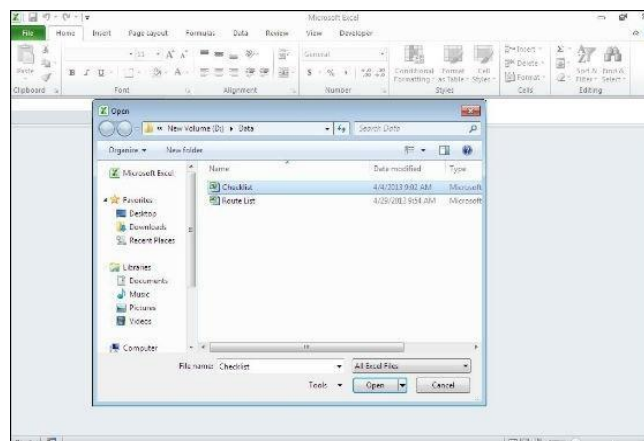 Microsoft Excel
File Home Insert Page Layout Formulas Data Review View Developer
Paste
11 A A General Conditional Formatting Format as Table Cell Styles Insert Delete Format Sort & Filter Find & Select
B I U $ % ,
Clipboard Font Alignment Number Styles Cells Editing
Open
New Volume (D:) Data Search Data
Organize New folder
Microsoft Excel
Name Date modified Type
Checklist 4/4/2013 9:02 AM Microsoft
Route List 4/29/2013 9:54 AM Microsoft
Favorites
Desktop
Downloads
Recent Places
Libraries
Documents
Music
Pictures
Videos
Computer
File name: Checklist All Excel Files
Tools Open Cancel